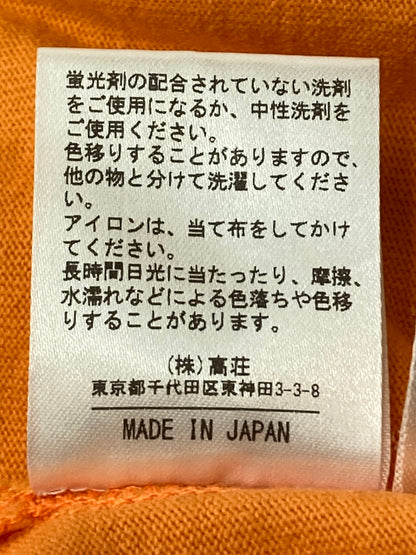 蛍光剤の配合されていない洗剤
をご使用になるか、中性洗剤を
ご使用ください。
色移りすることがありますので、
他の物と分けて洗濯してくださ
い。
アイロンは、当て布をしてかけ
てください。
長時間日光に当たったり、摩擦、
水濡れなどによる色落ちや色移
りすることがあります。
(株)高荘
東京都千代田区東神田3-3-8
MADE IN JAPAN